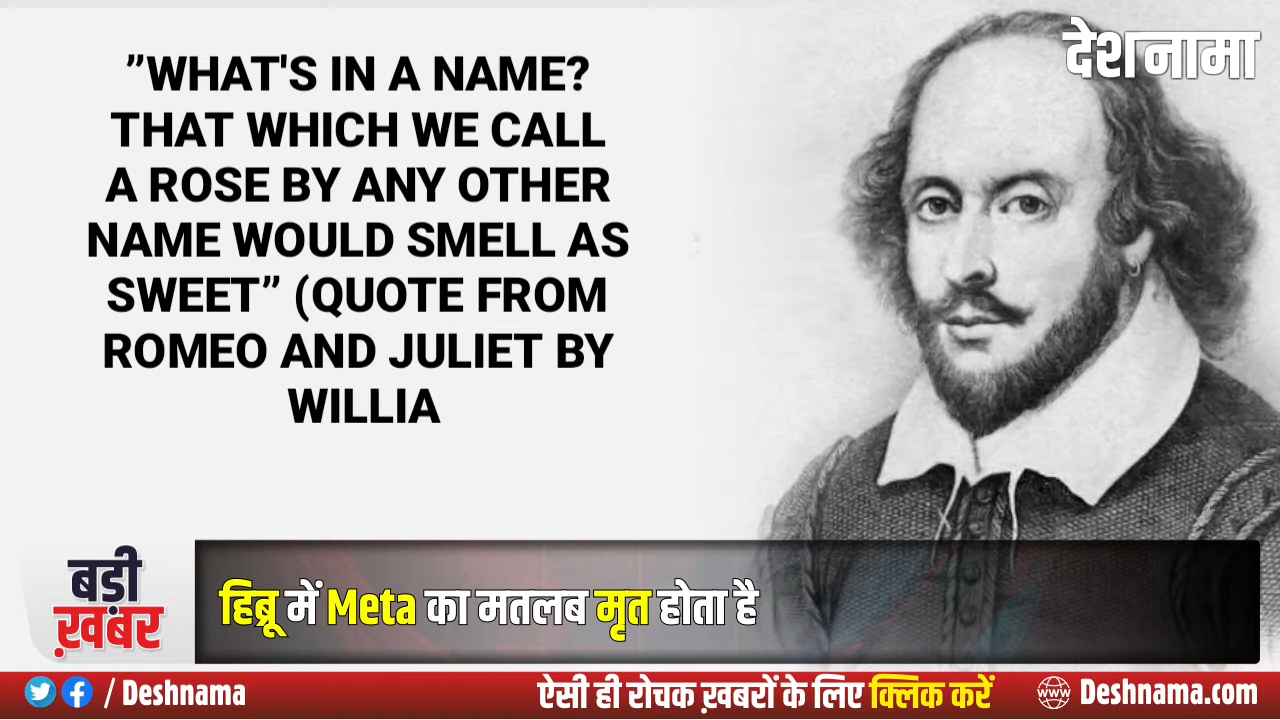 देशनामा
”WHAT'S IN A NAME?
THAT WHICH WE CALL
A ROSE BY ANY OTHER
NAME WOULD SMELL AS
SWEET” (QUOTE FROM
ROMEO AND JULIET BY
WILLIA
बड़ी
ख़बर
हिब्रू में Meta का मतलब मृत होता है
/ Deshnama
ऐसी ही रोचक ख़बरों के लिए क्लिक करें
www Deshnama.com